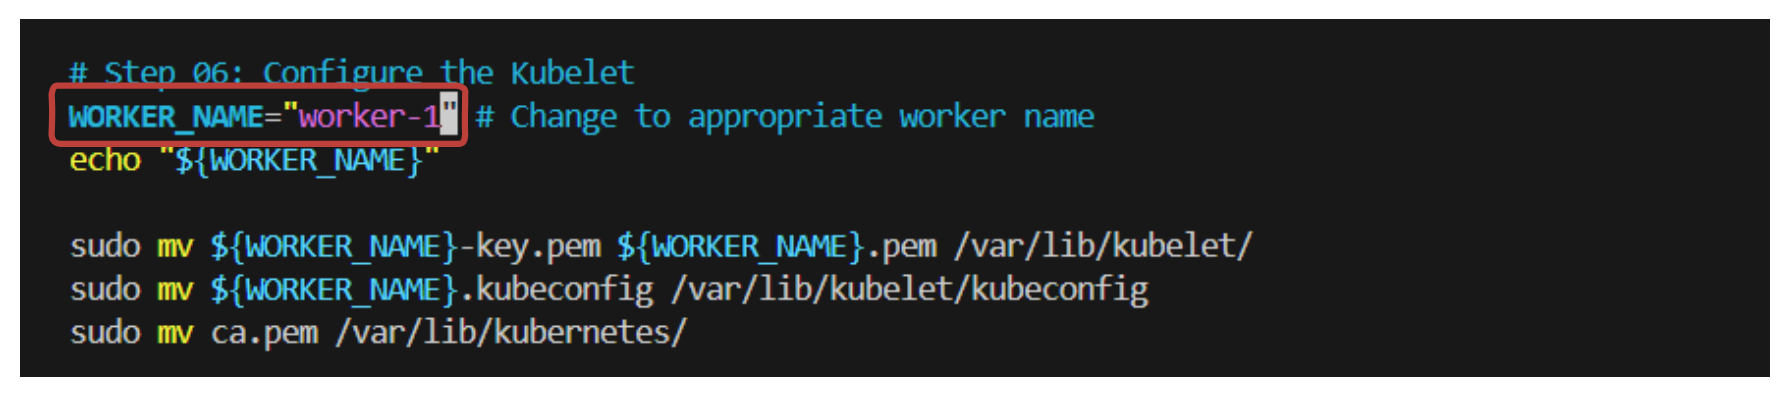 # Step 06: Configure the Kubelet
WORKER_NAME="worker-1" # Change to appropriate worker name
echo "${WORKER_NAME}"
sudo mv ${WORKER_NAME}-key.pem ${WORKER_NAME}.pem /var/lib/kubelet/
sudo mv ${WORKER_NAME}.kubeconfig /var/lib/kubelet/kubeconfig
sudo mv ca.pem /var/lib/kubernetes/